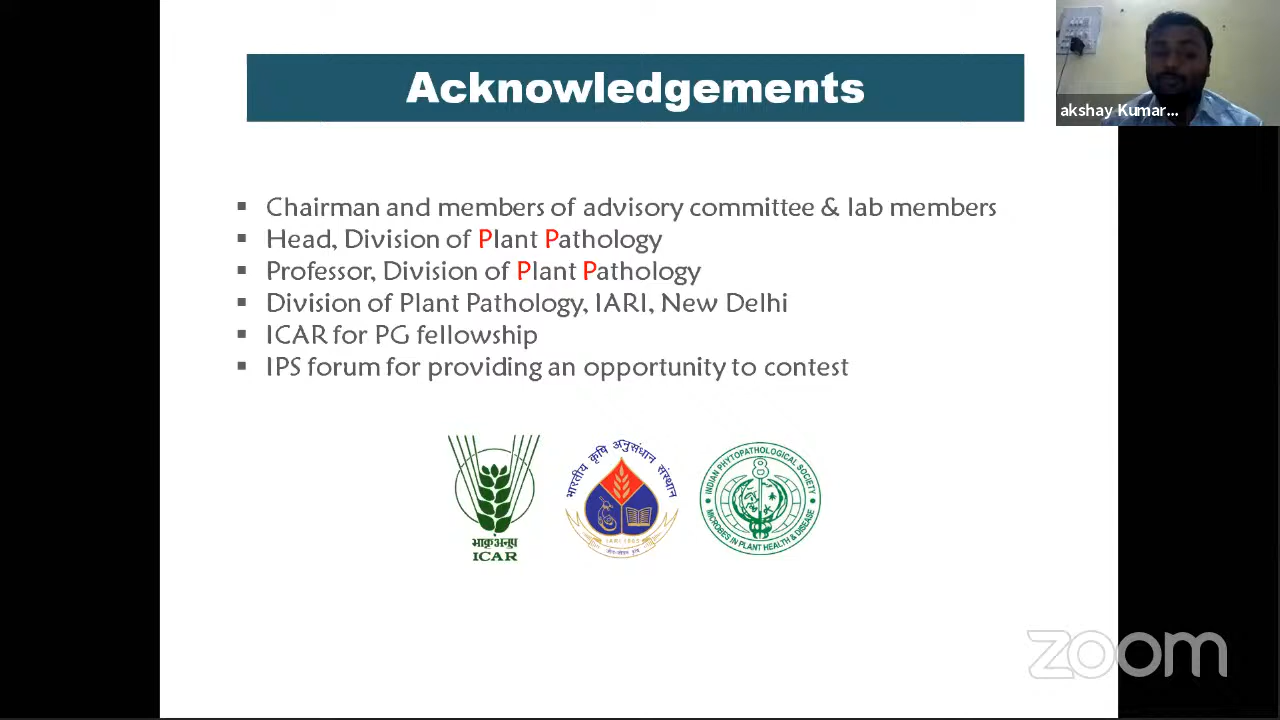 Acknowledgements
akshay Kumar...
Chairman and members of advisory committee & lab members
Head, Division of Plant Pathology
Professor, Division of Plant Pathology
Division of Plant Pathology, IARI, New Delhi
ICAR for PG fellowship
IPS forum for providing an opportunity to contest
भाकृअनुप
ICAR
भारतीय कृषि अनुसंधान संस्थान
INDIAN PHYTOPATHOLOGICAL SOCIETY
MICROBES IN PLANT HEALTH & DISEASE
zoom